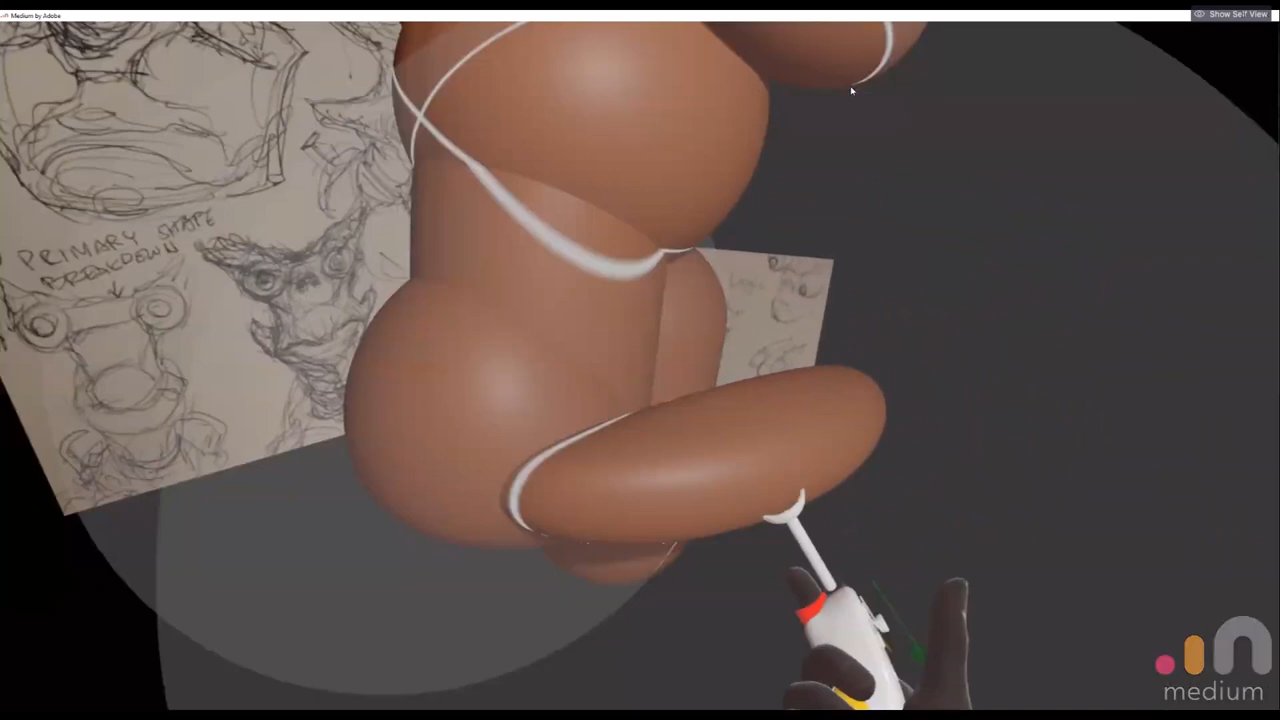 Medium by Adobe
Show Self View
PRIMARY SHAPE
BREAKDOWN
medium